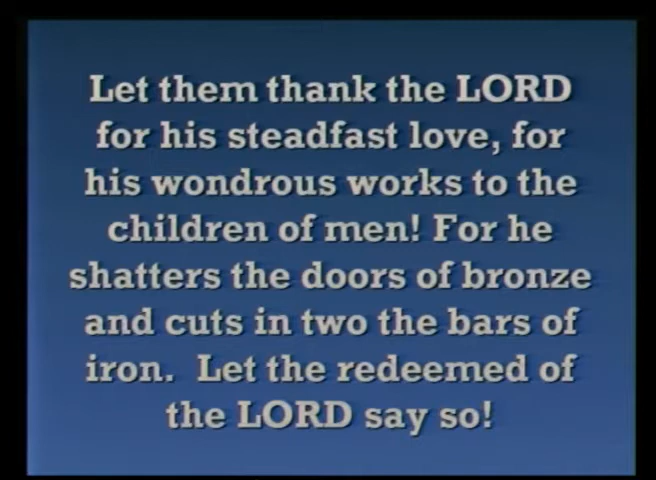 Let them thank the LORD
for his steadfast love, for
his wondrous works to the
children of men! For he
shatters the doors of bronze
and cuts in two the bars of
iron.  Let the redeemed of
the LORD say so!